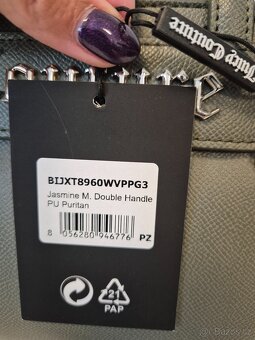 Juicy Couture
BIJXT8960WVPPG3
Jasmine M. Double Handle
PU Puritan
8 056280 946776 PZ
21
PAP